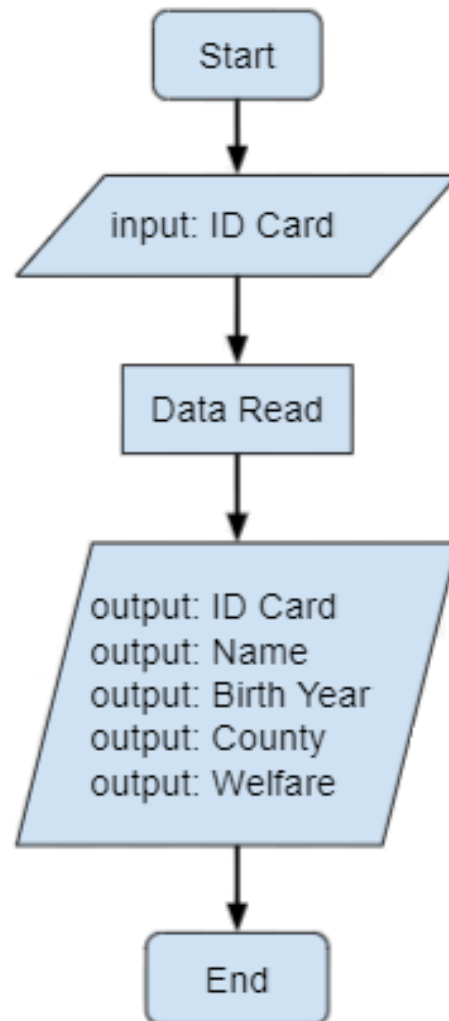 Start
input: ID Card
Data Read
output: ID Card
output: Name
output: Birth Year
output: County
output: Welfare
End